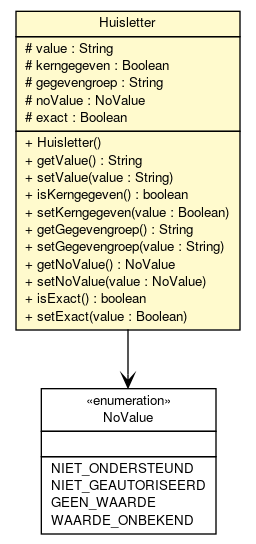 Huisletter
# value : String
# kerngegeven : Boolean
# gegevengroep : String
# noValue : NoValue
# exact : Boolean
+ Huisletter()
+ getValue() : String
+ setValue(value : String)
+ isKerngegeven() : boolean
+ setKerngegeven(value : Boolean)
+ getGegevengroep() : String
+ setGegevengroep(value : String)
+ getNoValue() : NoValue
+ setNoValue(value : NoValue)
+ isExact() : boolean
+ setExact(value : Boolean)
«enumeration»
NoValue
NIET_ONDERSTEUND
NIET_GEAUTORISEERD
GEEN_WAARDE
WAARDE_ONBEKEND